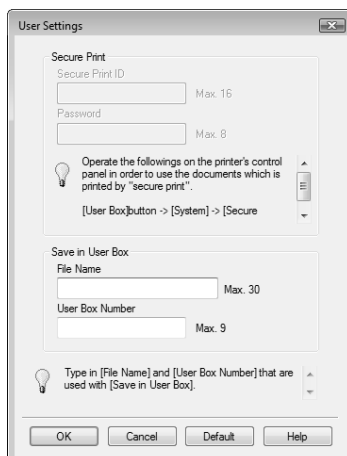 User Settings
Secure Print
Secure Print ID
Max. 16
Password
Max. 8
Operate the followings on the printer's control
panel in order to use the documents which is
printed by "secure print".
[User Box]button -> [System] -> [Secure
Save in User Box
File Name
Max. 30
User Box Number
Max. 9
Type in [File Name] and [User Box Number] that are
used with [Save in User Box].
OK
Cancel
Default
Help